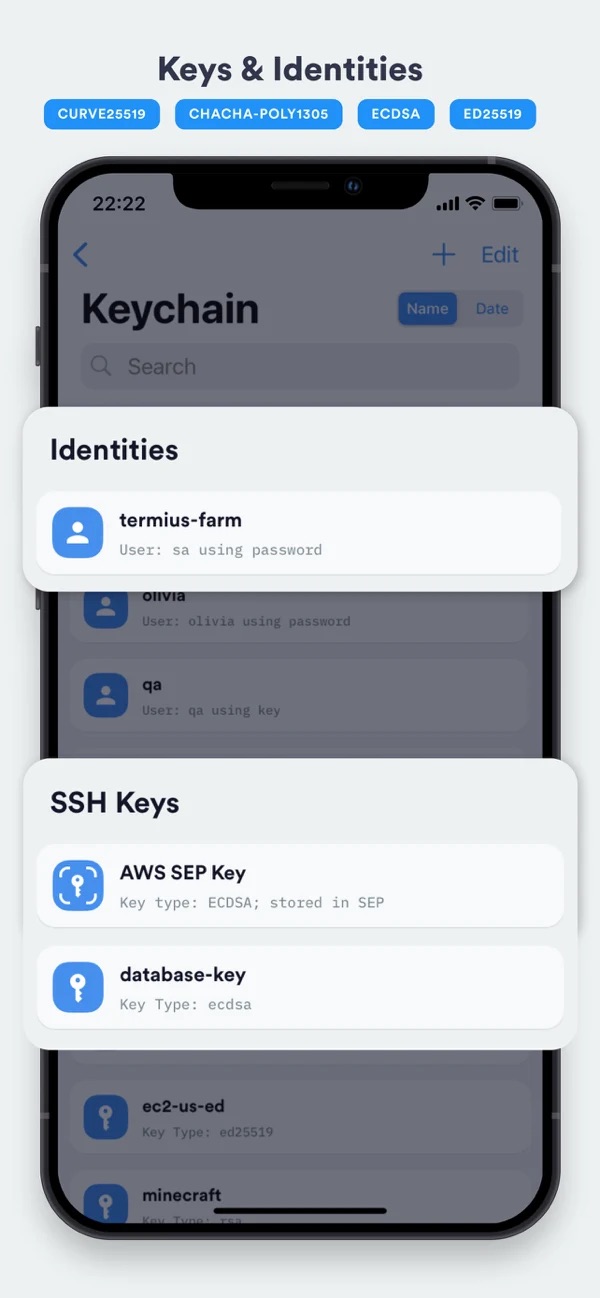 Keys & Identities
CURVE25519 CHACHA-POLY1305 ECDSA ED25519
22:22
Edit
Keychain
Name Date
Search
Identities
termius-farm
User: sa using password
olivia
User: olivia using password
qa
User: qa using key
SSH Keys
AWS SEP Key
Key type: ECDSA; stored in SEP
database-key
Key Type: ecdsa
ec2-us-ed
Key Type: ed25519
minecraft
Key Type: rsa